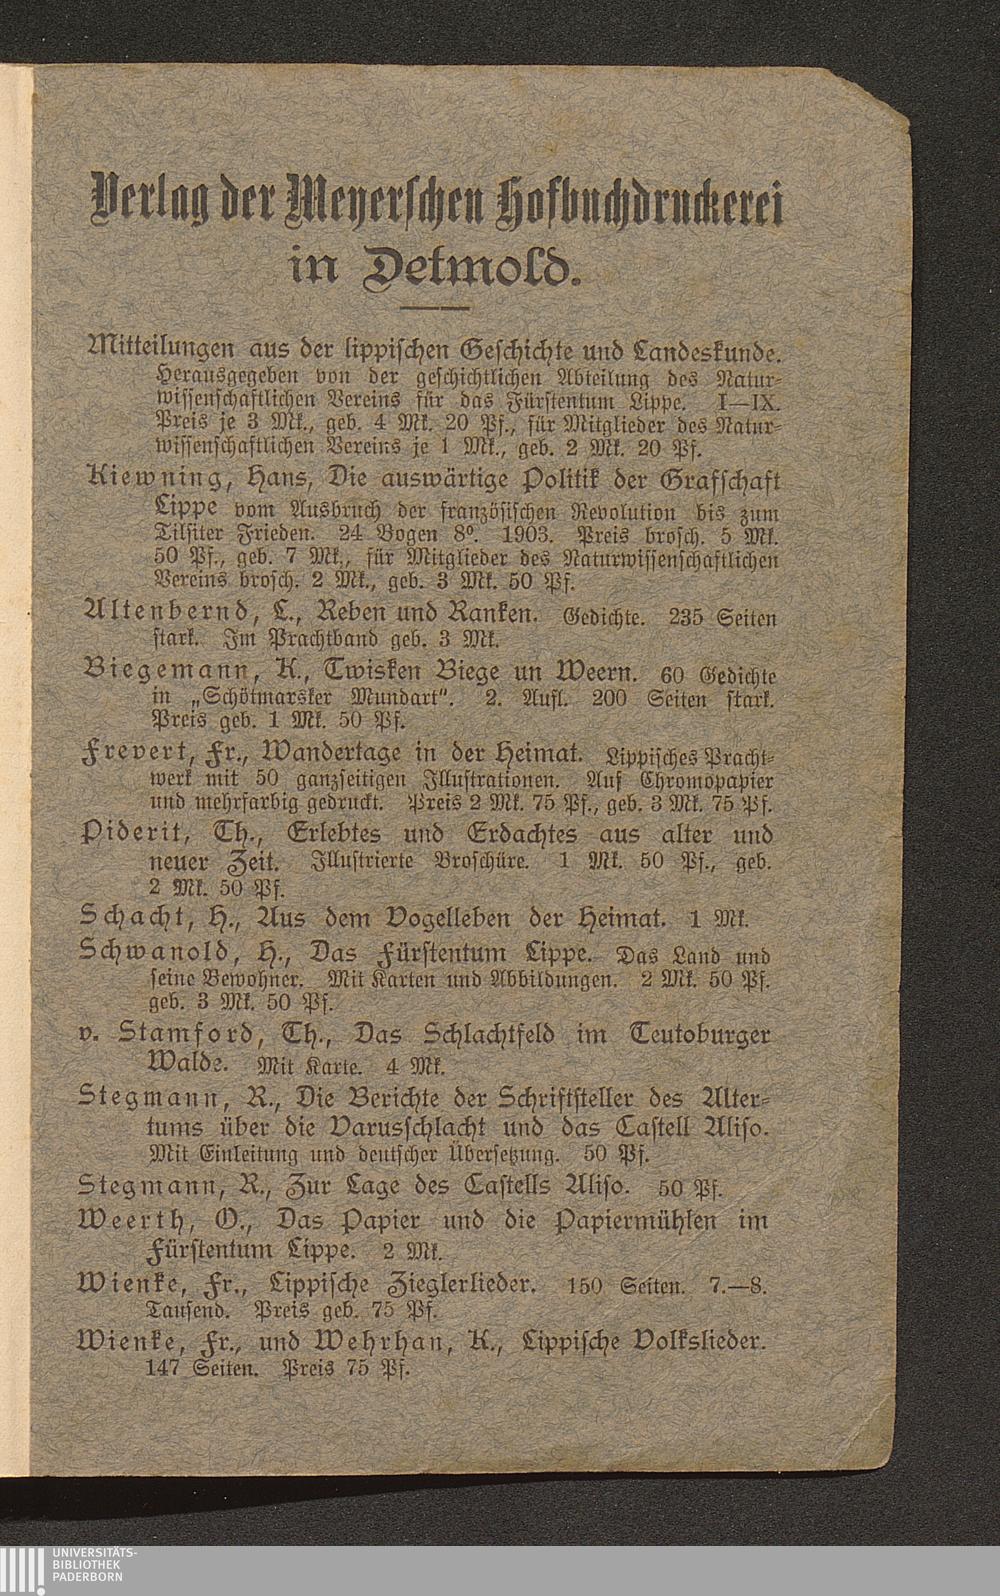 Verlag der Meyerschen Hofbuchdruckerei
in Detmold.
Mitteilungen aus der lippischen Geschichte und Landeskunde.
Herausgegeben von der geschichtlichen Abteilung des Natur-
wissenschaftlichen Vereins für das Fürstentum Lippe. I—IX.
Preis je 3 Mk., geb. 4 Mk. 20 Pf., für Mitglieder des Natur-
wissenschaftlichen Vereins je 1 Mk., geb. 2 Mk. 20 Pf.
Kiewning, Hans, Die auswärtige Politik der Grafschaft
Lippe vom Ausbruch der französischen Revolution bis zum
Tilsiter Frieden. 24 Bogen 8°. 1903. Preis brosch. 5 Mk.
50 Pf., geb. 7 Mk., für Mitglieder des Naturwissenschaftlichen
Vereins brosch. 2 Mk., geb. 3 Mk. 50 Pf.
Altenbernd, L., Reben und Ranken. Gedichte. 235 Seiten
stark. Im Prachtband geb. 3 Mk.
Biegemann, K., Twisken Biege un Weern. 60 Gedichte
in „Schötmarsker Mundart". 2. Aufl. 200 Seiten stark.
Preis geb. 1 Mk. 50 Pf.
Frevert, Fr., Wandertage in der Heimat. Lippisches Pracht-
werk mit 50 ganzseitigen Illustrationen. Auf Chromopapier
und mehrfarbig gedruckt. Preis 2 Mk. 75 Pf., geb. 3 Mk. 75 Pf.
Piderit, Th., Erlebtes und Erdachtes aus alter und
neuer Zeit. Illustrierte Broschüre. 1 Mk. 50 Pf., geb.
2 Mk. 50 Pf.
Schacht, H., Aus dem Vogelleben der Heimat. 1 Mk.
Schwanold, H., Das Fürstentum Lippe. Das Land und
seine Bewohner. Mit Karten und Abbildungen. 2 Mk. 50 Pf.
geb. 3 Mk. 50 Pf.
v. Stamford, Th., Das Schlachtfeld im Teutoburger
Walde. Mit Karte. 4 Mk.
Stegmann, R., Die Berichte der Schriftsteller des Alter-
tums über die Varusschlacht und das Castell Aliso.
Mit Einleitung und deutscher Übersetzung. 50 Pf.
Stegmann, R., Zur Lage des Castells Aliso. 50 Pf.
Weerth, O., Das Papier und die Papiermühlen im
Fürstentum Lippe. 2 Mk.
Wienke, Fr., Lippische Zieglerlieder. 150 Seiten. 7.—8.
Tausend. Preis geb. 75 Pf.
Wienke, Fr., und Wehrhan, K., Lippische Volkslieder.
147 Seiten. Preis 75 Pf.
UNIVERSITÄTS-
BIBLIOTHEK
PADERBORN